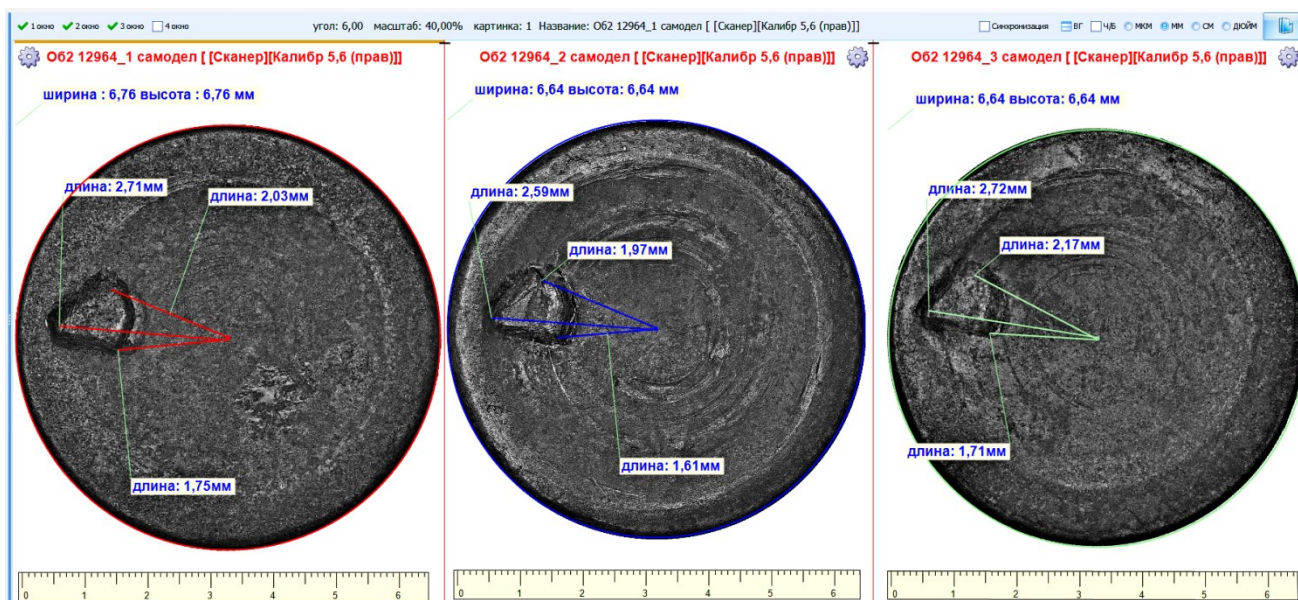 1 окно 2 окно 3 окно 4 окно угол: 6,00 масштаб: 40,00% картинка: 1 Название: Об2 12964_1 самодел [ [Сканер][Калибр 5,6 (прав)]] Синхронизация ВГ Ч/Б МКМ ММ СМ ДЮЙМ
Об2 12964_1 самодел [ [Сканер][Калибр 5,6 (прав)]]
ширина : 6,76 высота : 6,76 мм
длина: 2,71мм
длина: 2,03мм
длина: 1,75мм
0 1 2 3 4 5 6
Об2 12964_2 самодел [ [Сканер][Калибр 5,6 (прав)]]
ширина: 6,64 высота: 6,64 мм
длина: 2,59мм
длина: 1,97мм
длина: 1,61мм
0 1 2 3 4 5 6
Об2 12964_3 самодел [ [Сканер][Калибр 5,6 (прав)]]
ширина: 6,64 высота: 6,64 мм
длина: 2,72мм
длина: 2,17мм
длина: 1,71мм
0 1 2 3 4 5 6